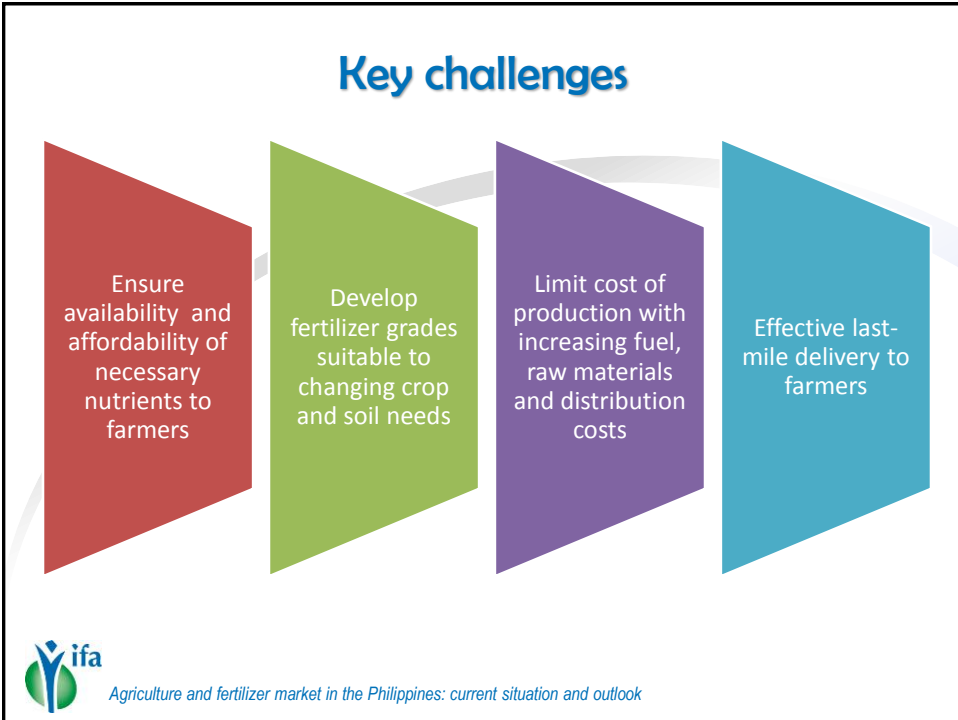 Key challenges
Ensure
availability and
affordability of
necessary
nutrients to
farmers
Develop
fertilizer grades
suitable to
changing crop
and soil needs
Limit cost of
production with
increasing fuel,
raw materials
and distribution
costs
Effective last-
mile delivery to
farmers
ifa
Agriculture and fertilizer market in the Philippines: current situation and outlook